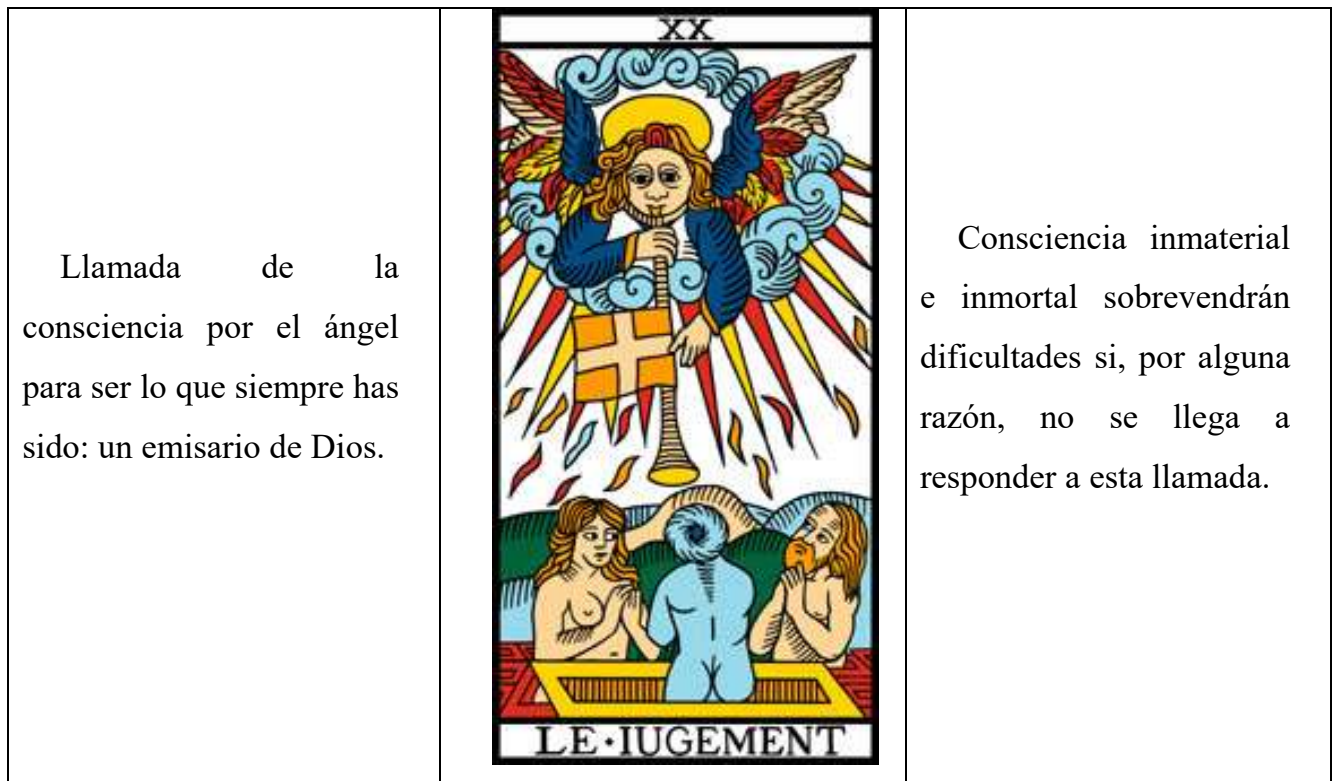 Llamada de la
consciencia por el ángel
para ser lo que siempre has
sido: un emisario de Dios.
XX
LE·IUGEMENT
Consciencia inmaterial
e inmortal sobrevendrán
dificultades si, por alguna
razón, no se llega a
responder a esta llamada.